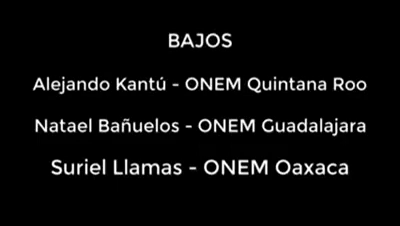 BAJOS
Alejando Kantú - ONEM Quintana Roo
Natael Bañuelos - ONEM Guadalajara
Suriel Llamas - ONEM Oaxaca